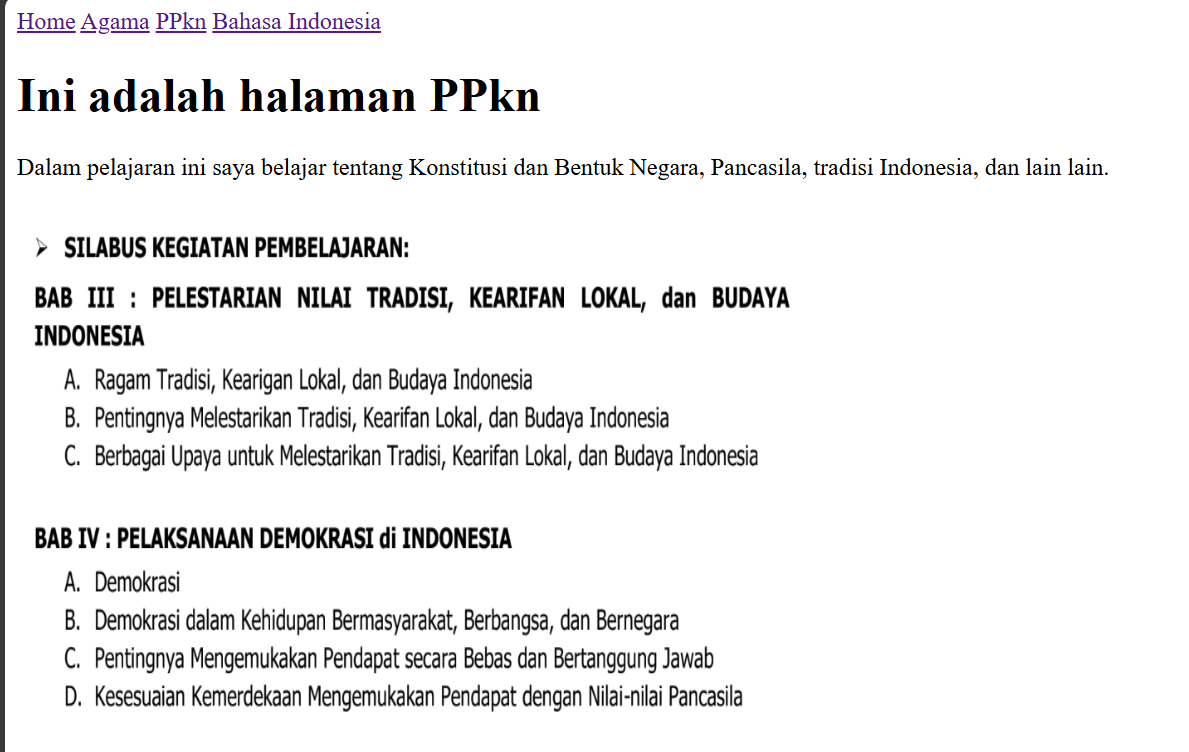 Home Agama PPkn Bahasa Indonesia
Ini adalah halaman PPkn
Dalam pelajaran ini saya belajar tentang Konstitusi dan Bentuk Negara, Pancasila, tradisi Indonesia, dan lain lain.
➢ SILABUS KEGIATAN PEMBELAJARAN:
BAB III : PELESTARIAN NILAI TRADISI, KEARIFAN LOKAL, dan BUDAYA
INDONESIA
A. Ragam Tradisi, Kearigan Lokal, dan Budaya Indonesia
B. Pentingnya Melestarikan Tradisi, Kearifan Lokal, dan Budaya Indonesia
C. Berbagai Upaya untuk Melestarikan Tradisi, Kearifan Lokal, dan Budaya Indonesia
BAB IV : PELAKSANAAN DEMOKRASI di INDONESIA
A. Demokrasi
B. Demokrasi dalam Kehidupan Bermasyarakat, Berbangsa, dan Bernegara
C. Pentingnya Mengemukakan Pendapat secara Bebas dan Bertanggung Jawab
D. Kesesuaian Kemerdekaan Mengemukakan Pendapat dengan Nilai-nilai Pancasila